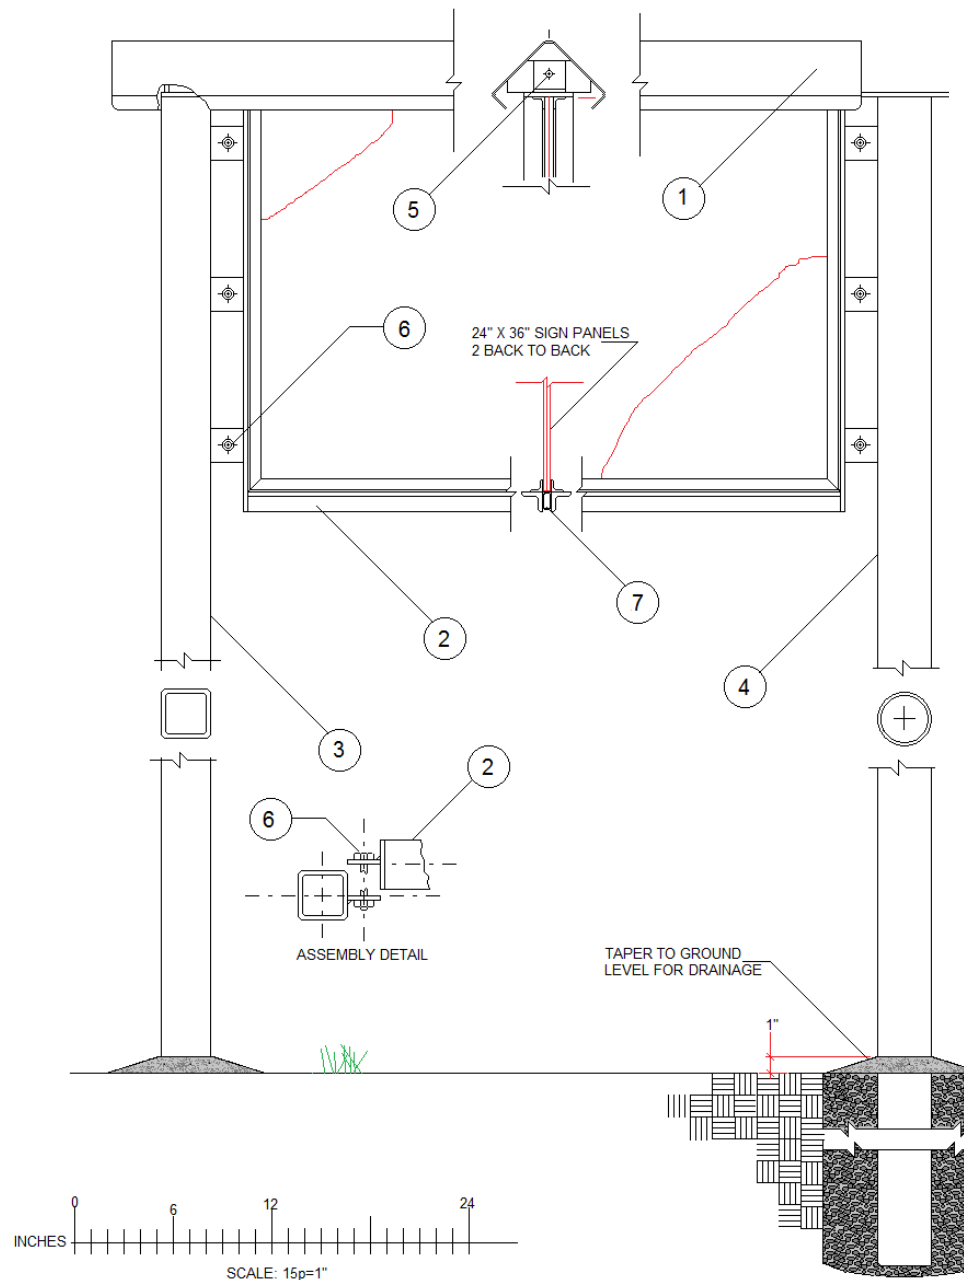 1
5
6
24" X 36" SIGN PANELS
2 BACK TO BACK
7
2
4
3
2
6
ASSEMBLY DETAIL
TAPER TO GROUND
LEVEL FOR DRAINAGE
1"
0 6 12 24
INCHES
SCALE: 15p=1"